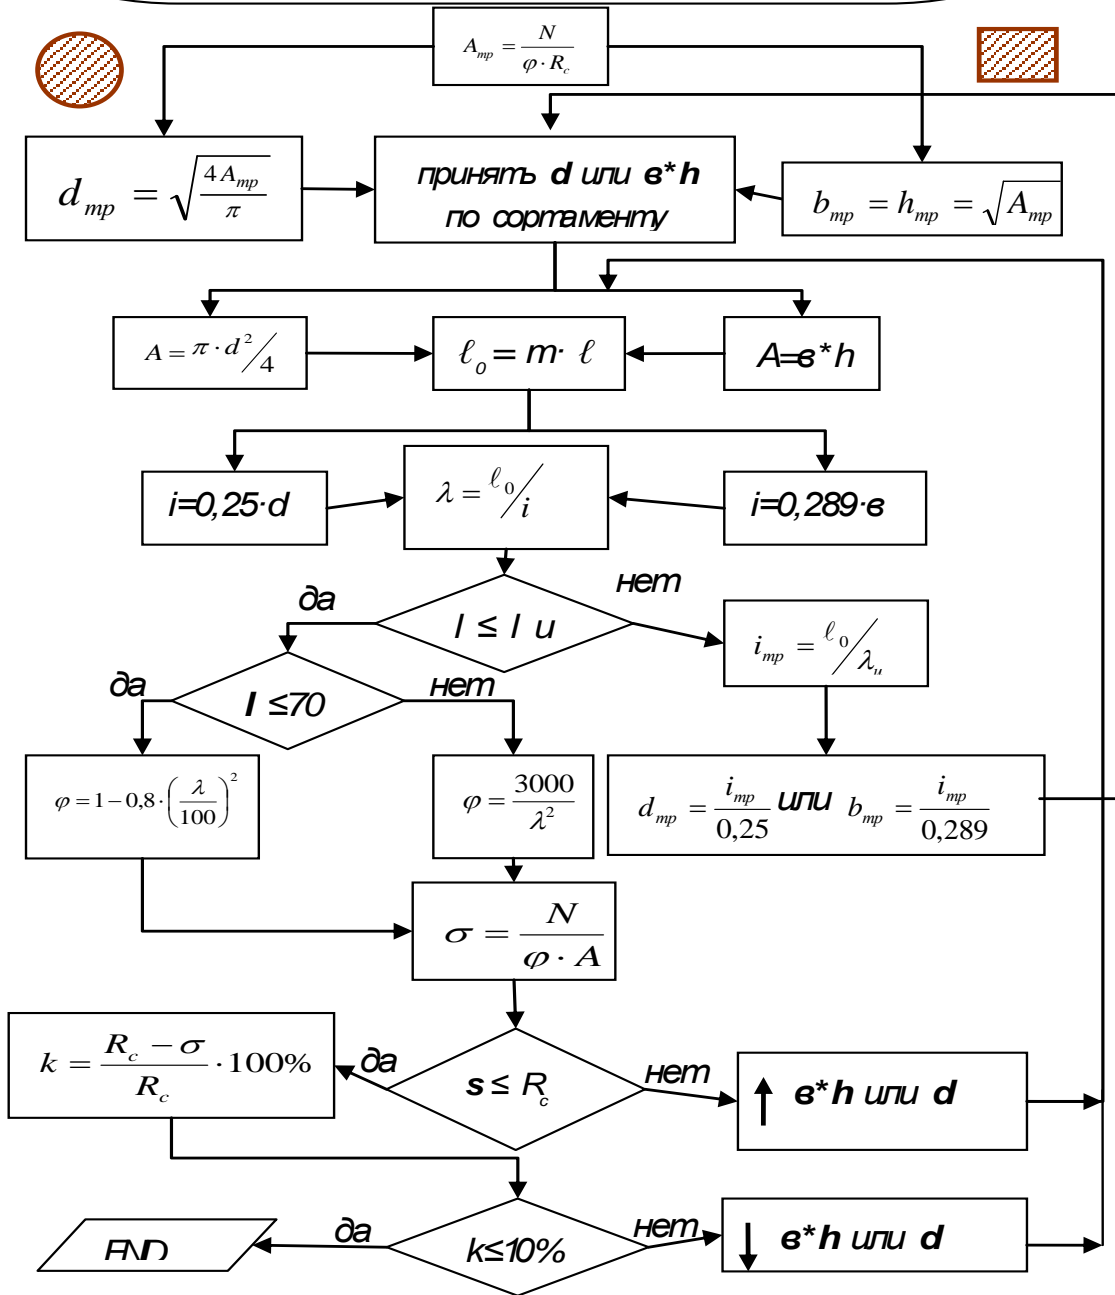 A_тр = N / (φ · R_c)
d_тр = √(4A_тр / π)
принять d или в*h
по сортаменту
b_тр = h_тр = √A_тр
A = π · d² / 4
ℓ₀ = m · ℓ
A=в*h
i=0,25·d
λ = ℓ₀ / i
i=0,289·в
да
l ≤ l u
нет
i_тр = ℓ₀ / λ_u
да
l ≤70
нет
φ = 1 − 0,8 · (λ / 100)²
φ = 3000 / λ²
d_тр = i_тр / 0,25 или b_тр = i_тр / 0,289
σ = N / (φ · A)
k = (R_c − σ) / R_c · 100%
да
s ≤ R_c
нет
↑ в*h или d
END
да
k≤10%
нет
↓ в*h или d